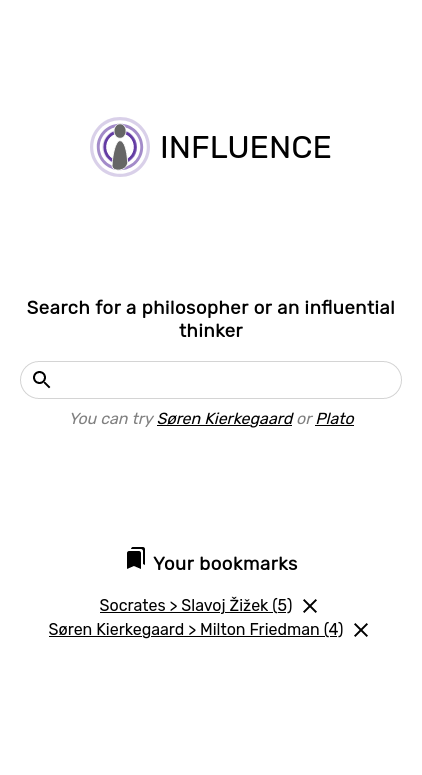 INFLUENCE
Search for a philosopher or an influential
thinker
You can try Søren Kierkegaard or Plato
Your bookmarks
Socrates > Slavoj Žižek (5)
Søren Kierkegaard > Milton Friedman (4)